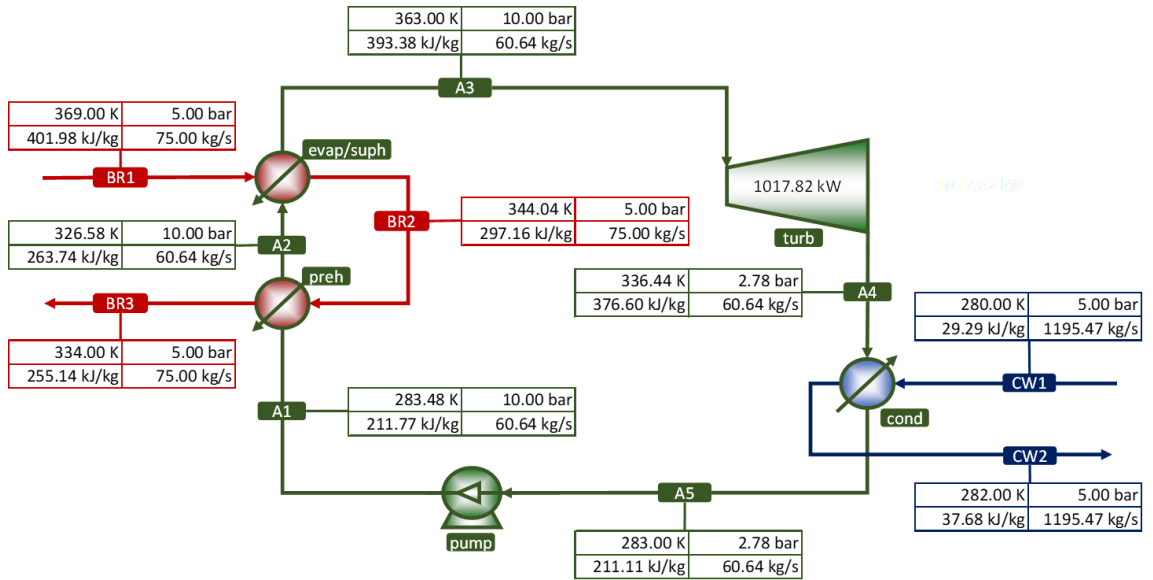 363.00 K 10.00 bar
393.38 kJ/kg 60.64 kg/s
A3
369.00 K 5.00 bar
401.98 kJ/kg 75.00 kg/s
BR1
evap/suph
1017.82 kW
turb
BR2
344.04 K 5.00 bar
297.16 kJ/kg 75.00 kg/s
326.58 K 10.00 bar
263.74 kJ/kg 60.64 kg/s
A2
preh
BR3
334.00 K 5.00 bar
255.14 kJ/kg 75.00 kg/s
336.44 K 2.78 bar
376.60 kJ/kg 60.64 kg/s
A4
280.00 K 5.00 bar
29.29 kJ/kg 1195.47 kg/s
CW1
cond
A1
283.48 K 10.00 bar
211.77 kJ/kg 60.64 kg/s
CW2
282.00 K 5.00 bar
37.68 kJ/kg 1195.47 kg/s
A5
pump
283.00 K 2.78 bar
211.11 kJ/kg 60.64 kg/s